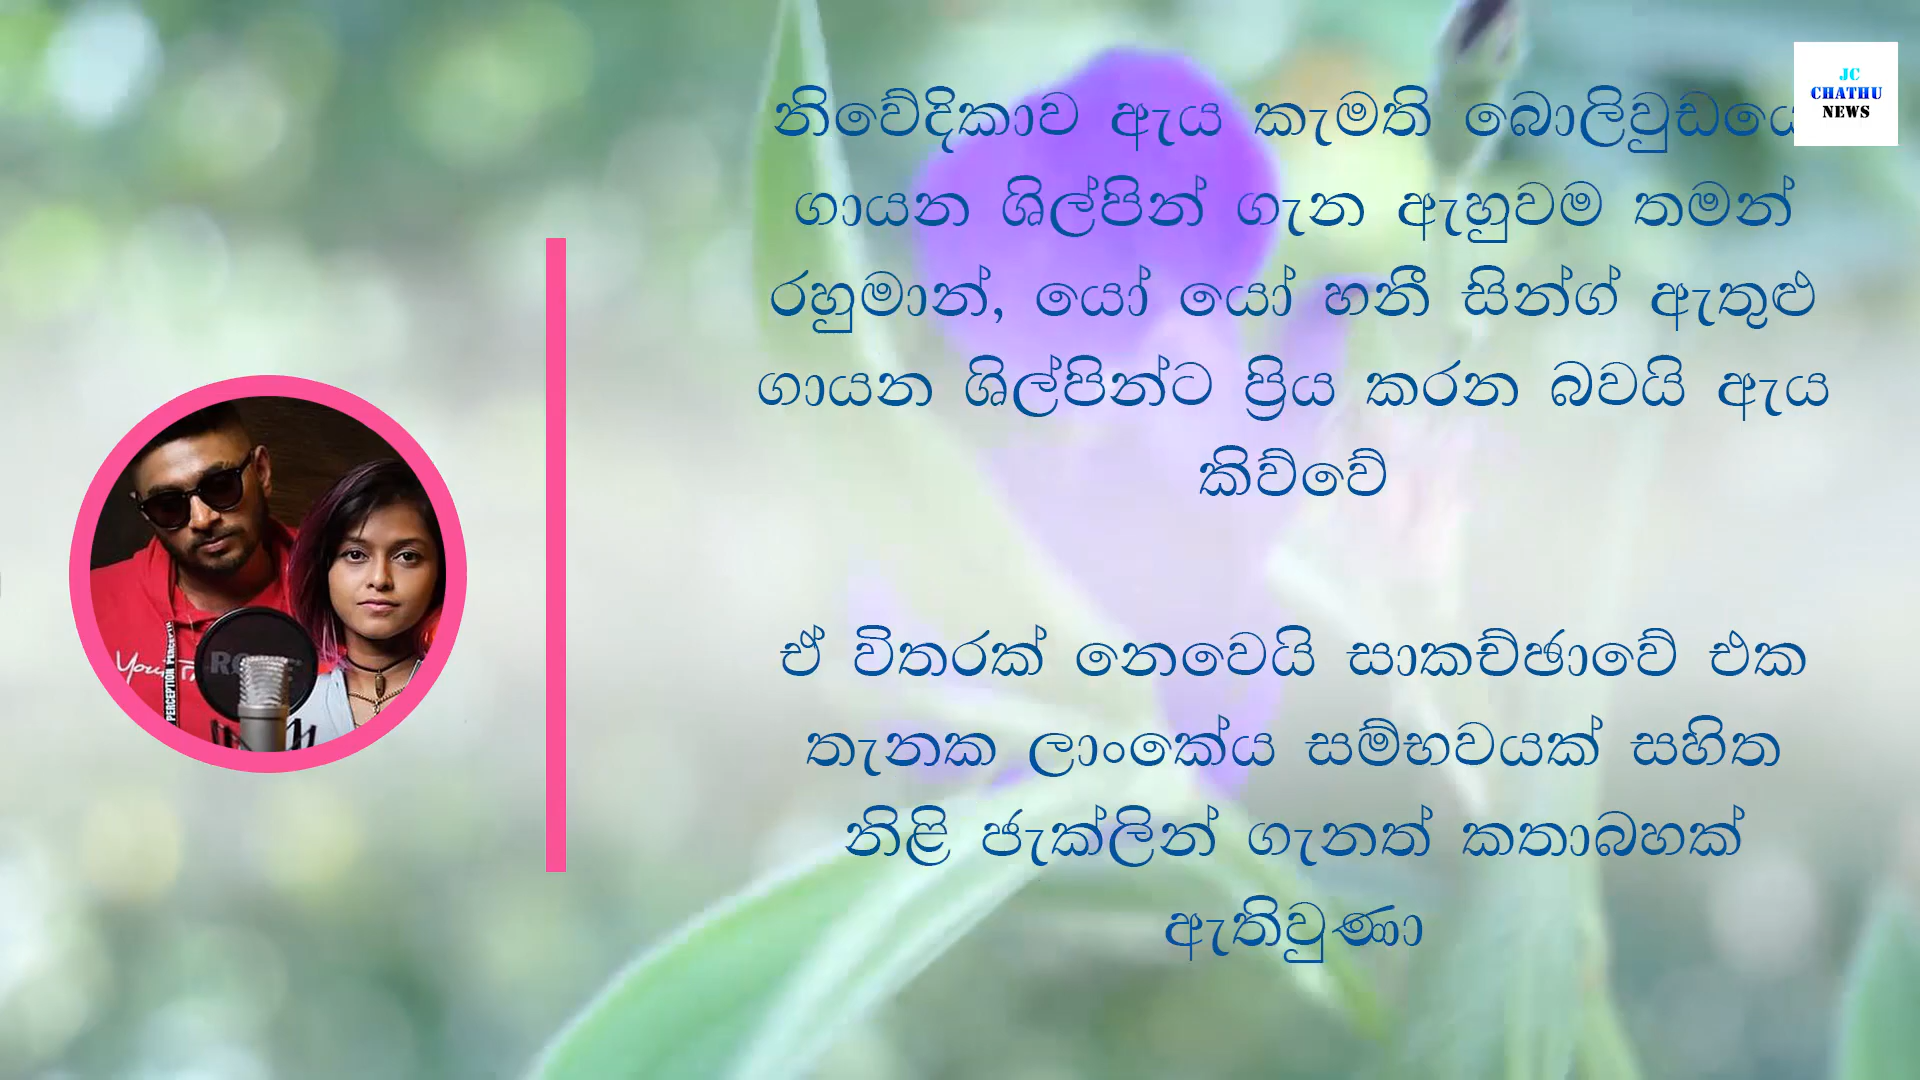 නිවේදිකාව ඇය කැමති බොලිවුඩයේ
ගායන ශිල්පින් ගැන ඇහුවම තමන්
රහුමාන්, යෝ යෝ හනී සින්ග් ඇතුළු
ගායන ශිල්පින්ට ප්‍රිය කරන බවයි ඇය
කිව්වේ
ඒ විතරක් නෙවෙයි සාකච්ඡාවේ එක
තැනක ලාංකේය සම්භවයක් සහිත
නිළි ජැක්ලින් ගැනත් කතාබහක්
ඇතිවුණා
JC
CHATHU
NEWS
PERCEPTION